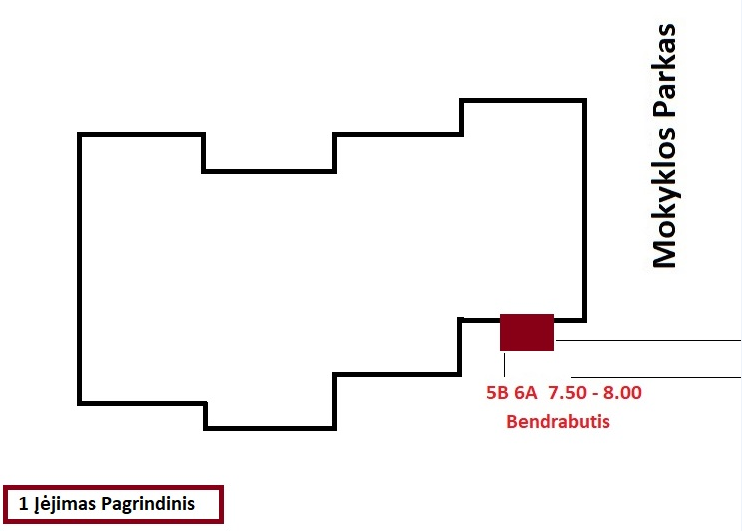 Mokyklos Parkas
5B 6A 7.50 - 8.00
Bendrabutis
1 Įėjimas Pagrindinis